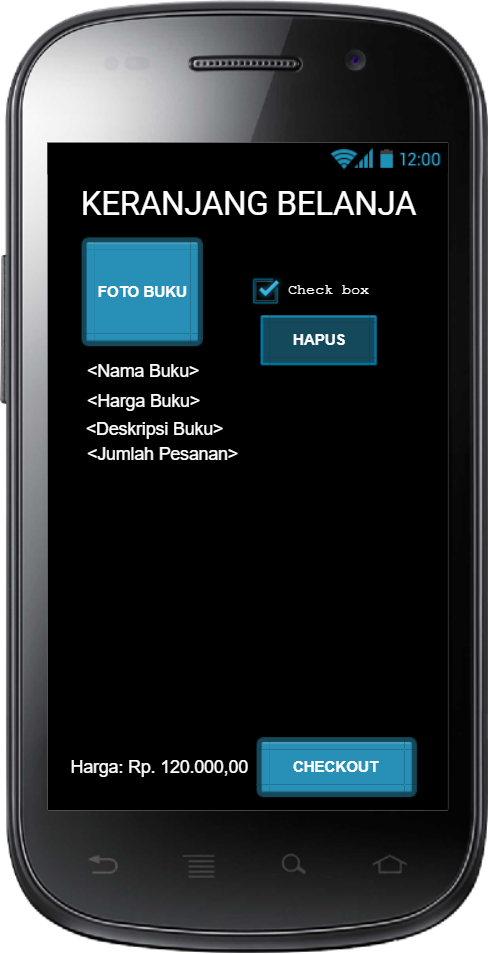 12:00
KERANJANG BELANJA
FOTO BUKU
Check box
HAPUS
<Nama Buku>
<Harga Buku>
<Deskripsi Buku>
<Jumlah Pesanan>
Harga: Rp. 120.000,00
CHECKOUT